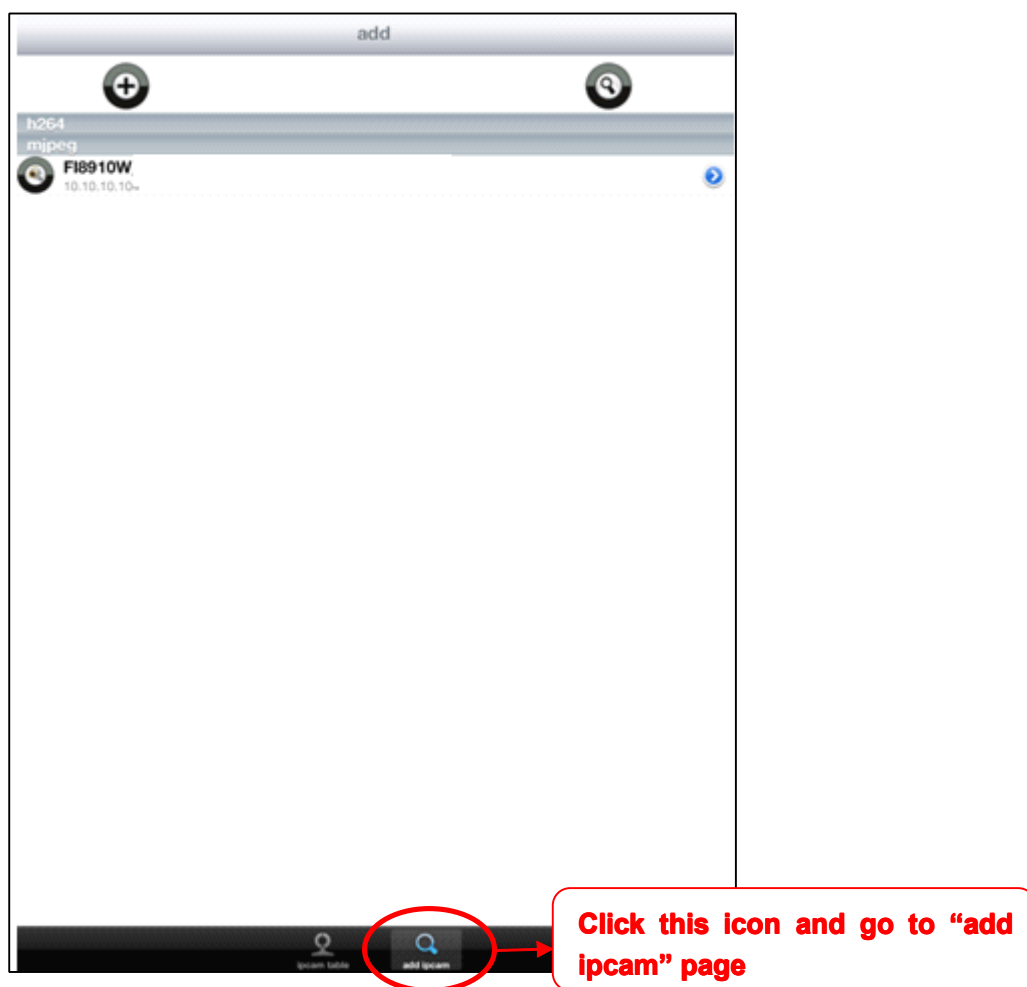 add
h264
mjpeg
FI8910W
10.10.10.10
ipcam table
add ipcam
Click this icon and go to “add
ipcam” page